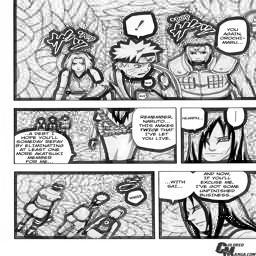 !
YOU
AGAIN,
OROCHI-
MARU...
REMEMBER,
NARUTO...
THIS MAKES
TWICE THAT
I'VE LET
YOU LIVE.
!
...A DEBT I
HOPE YOU'LL
SOMEDAY REPAY
BY ELIMINATING
AT LEAST ONE
MORE AKATSUKI
MEMBER
FOR ME...
AND NOW,
IF YOU'LL
EXCUSE ME,
I'VE GOT SOME
UNFINISHED
BUSINESS...
...WITH
SAI...
COLORED
MANGA.COM